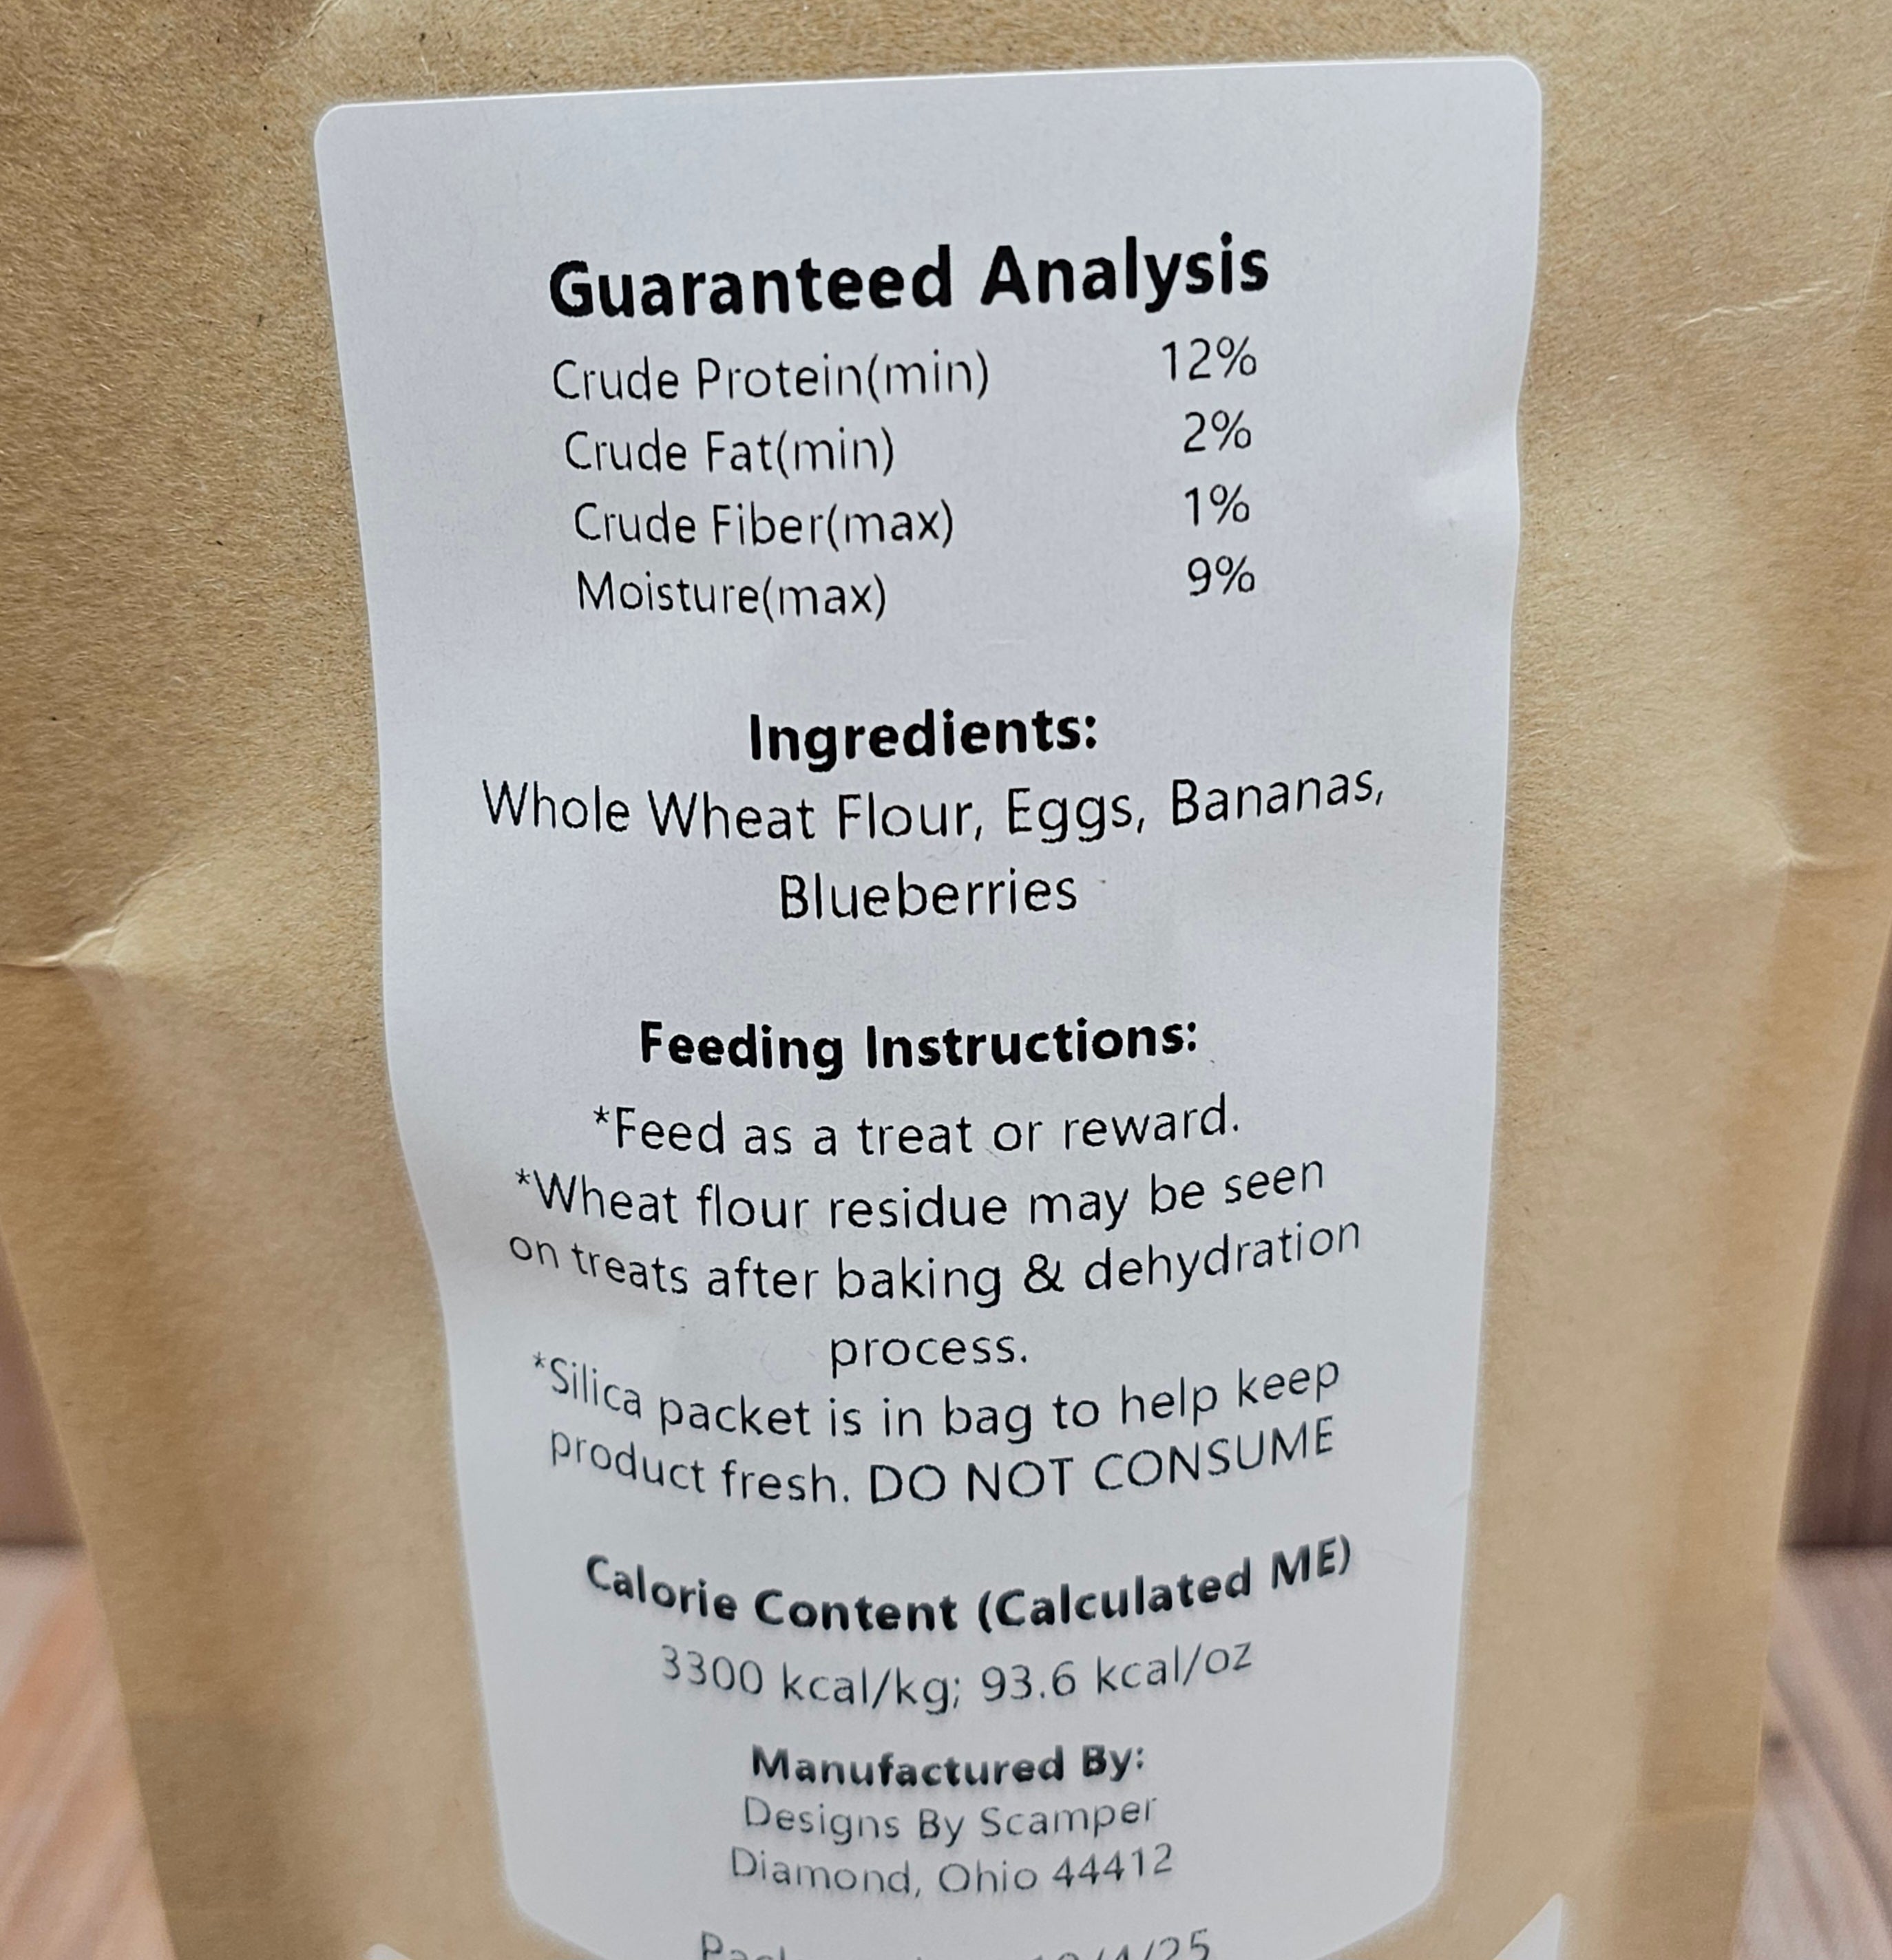 Guaranteed Analysis
Crude Protein(min) 12%
Crude Fat(min) 2%
Crude Fiber(max) 1%
Moisture(max) 9%
Ingredients:
Whole Wheat Flour, Eggs, Bananas,
Blueberries
Feeding Instructions:
*Feed as a treat or reward.
*Wheat flour residue may be seen
on treats after baking & dehydration
process.
*Silica packet is in bag to help keep
product fresh. DO NOT CONSUME
Calorie Content (Calculated ME)
3300 kcal/kg; 93.6 kcal/oz
Manufactured By:
Designs By Scamper
Diamond, Ohio 44412